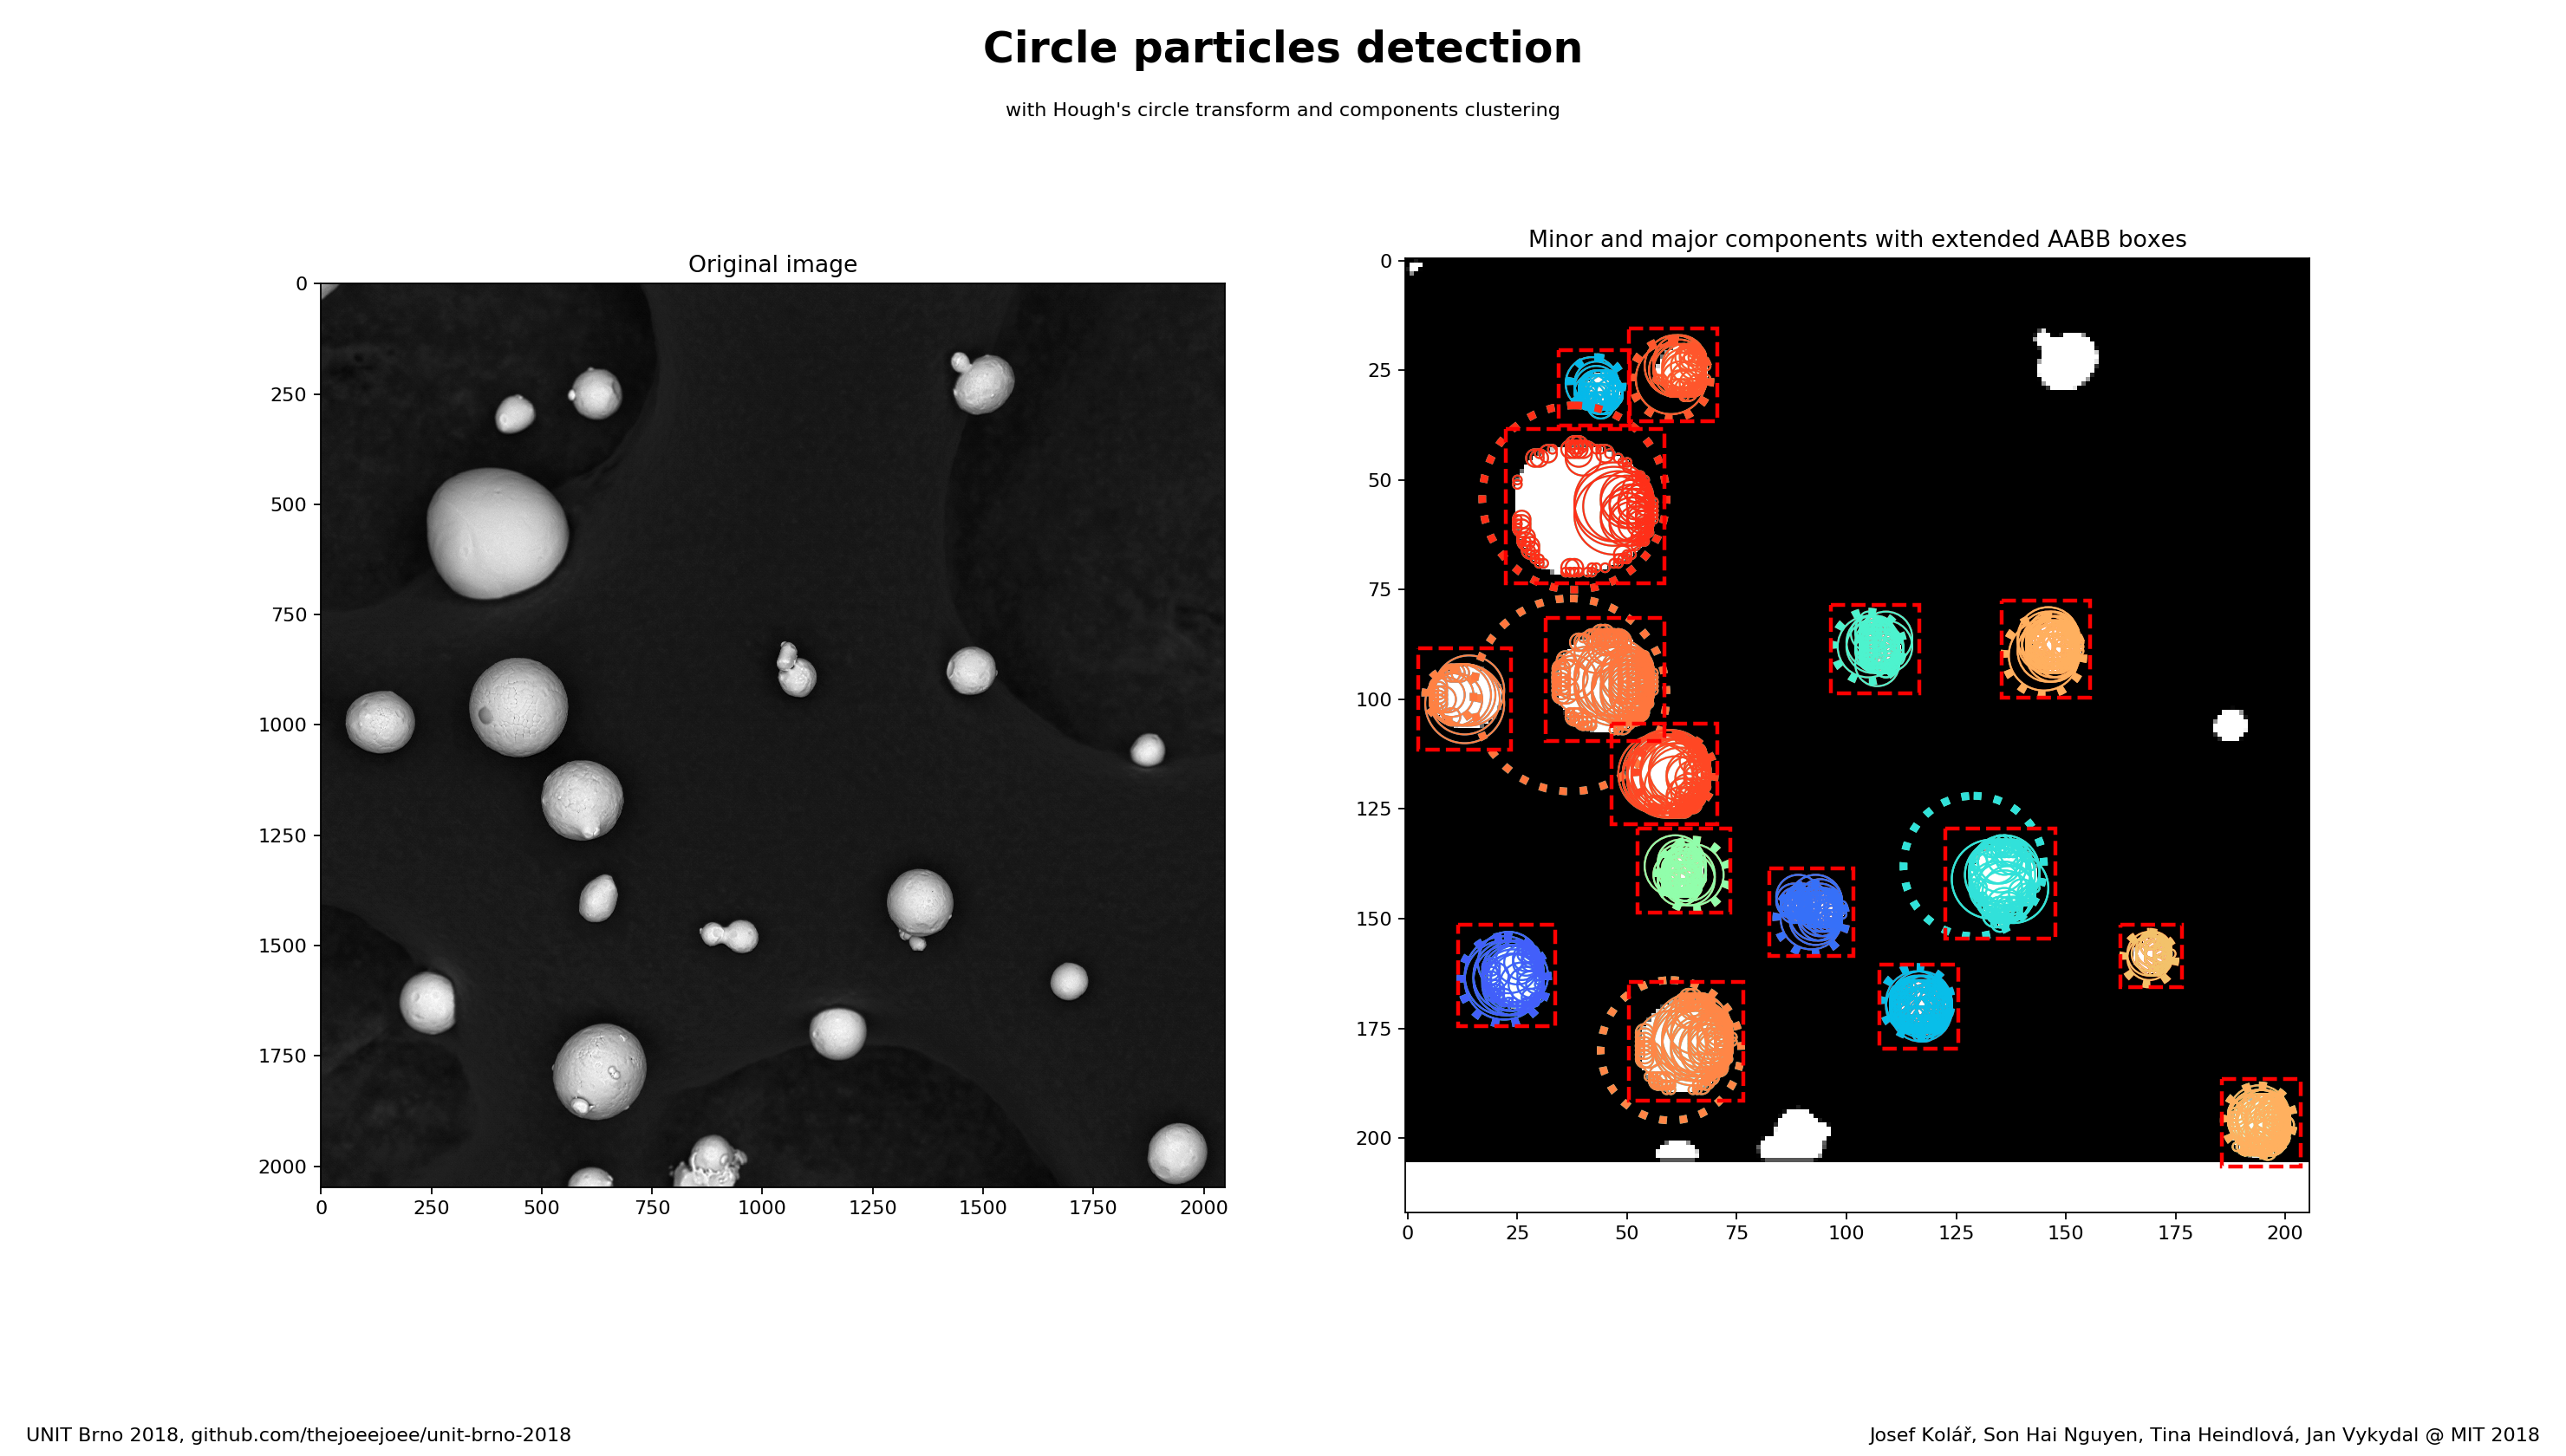 Circle particles detection
with Hough's circle transform and components clustering
Original image
0
250
500
750
1000
1250
1500
1750
2000
0 250 500 750 1000 1250 1500 1750 2000
Minor and major components with extended AABB boxes
0
25
50
75
100
125
150
175
200
0 25 50 75 100 125 150 175 200
UNIT Brno 2018, github.com/thejoeejoee/unit-brno-2018
Josef Kolář, Son Hai Nguyen, Tina Heindlová, Jan Vykydal @ MIT 2018